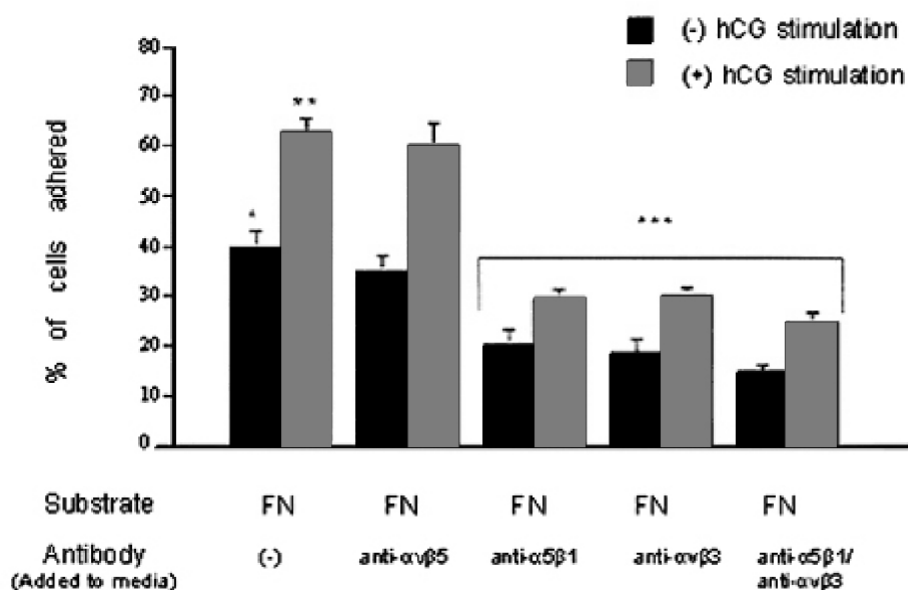 (-) hCG stimulation
(+) hCG stimulation
80
70
60
50
40
30
20
10
0
% of cells adhered
*
**
***
Substrate FN FN FN FN FN
Antibody (-) anti-αvβ5 anti-α5β1 anti-αvβ3 anti-α5β1/
(Added to media) anti-αvβ3